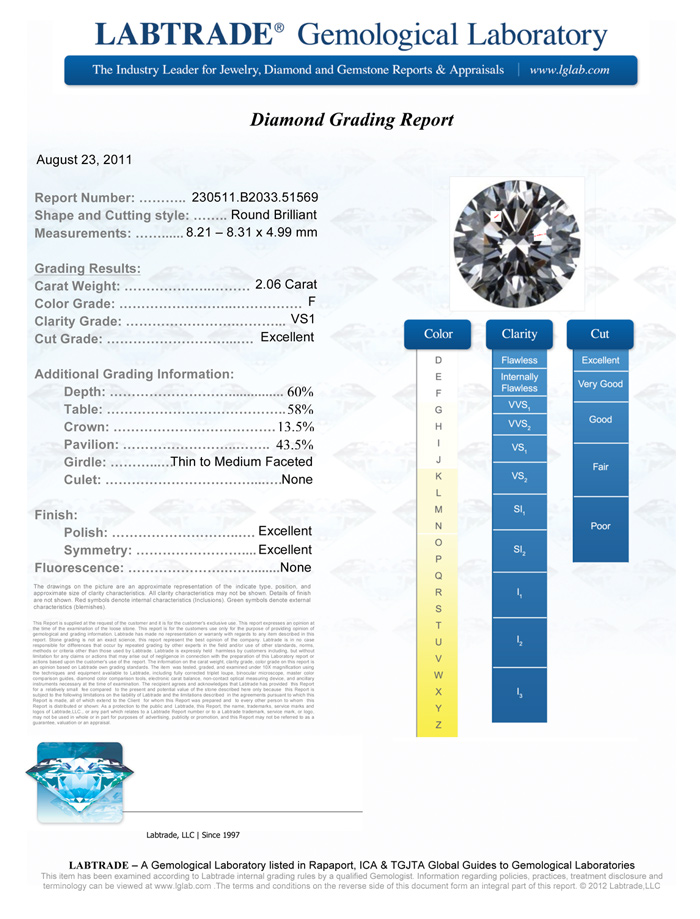 LABTRADE® Gemological Laboratory
The Industry Leader for Jewelry, Diamond and Gemstone Reports & Appraisals | www.lglab.com
Diamond Grading Report
August 23, 2011
Report Number: ……….. 230511.B2033.51569
Shape and Cutting style: …….. Round Brilliant
Measurements: ……...... 8.21 – 8.31 x 4.99 mm
Grading Results:
Carat Weight: ………………..……… 2.06 Carat
Color Grade: …………………………………. F
Clarity Grade: …………………………….. VS1
Cut Grade: ………………………..…. Excellent
Additional Grading Information:
Depth: ……………………….............. 60%
Table: ………………………………….58%
Crown: ………………………………13.5%
Pavilion: ……………………..……. 43.5%
Girdle: ………..…Thin to Medium Faceted
Culet: …………………………….....….None
Finish:
Polish: ………………………..…. Excellent
Symmetry: ……………………....Excellent
Fluorescence: ………………………........None
The drawings on the picture are an approximate representation of the indicate type, position, and
approximate size of clarity characteristics. All clarity characteristics may not be shown. Details of finish
are not shown. Red symbols denote internal characteristics (Inclusions). Green symbols denote external
characteristics (blemishes).
This Report is supplied at the request of the customer and it is for the customer's exclusive use. This report expresses an opinion at
the time of the examination of the loose stone. This report is for the customers use only for the purpose of providing opinion of
gemological and grading information. Labtrade has made no representation or warranty with regards to any item described in this
report. Stone grading is not an exact science, this report represent the best opinion of the company. Labtrade is in no case
responsible for differences that occur by repeated grading by other experts in the field and/or use of other standards, norms,
methods or criteria other than those used by Labtrade. Labtrade is expressly held harmless by customers including, but without
limitation for any claims or actions that may arise out of negligence in connection with the preparation of this Laboratory report or
actions based upon the customer's use of the report. The information on the carat weight, clarity grade, color grade on this report is
an opinion based on Labtrade own grading standards. The item was tested, graded, and examined under 10X magnification using
the techniques and equipment available to Labtrade, including fully corrected triplet loupe, binocular microscope, master color
comparison guides, diamond color comparison tools, electronic carat balance, non-contact optical measuring device, and ancillary
instruments necessary at the time of examination. The recipient agrees and acknowledges that Labtrade has provided this Report
for a relatively small fee compared to the present and potential value of the stone described here only because this Report is
subject to the following limitations on the liability of Labtrade and the limitations described in the agreements pursuant to which this
Report is made, all of which extend to the Client for whom this Report was prepared and to every other person to whom this
Report is distributed or shown. As a protection to the public and Labtrade, this Report, the name, trademarks, service marks and
logos of Labtrade,LLC , or any part which relates to a Labtrade Report number or to a Labtrade trademark, service mark, or logo,
may not be used in whole or in part for purposes of advertising, publicity or promotion, and this Report may not be referred to as a
guarantee, valuation or an appraisal.
Color
D
E
F
G
H
I
J
K
L
M
N
O
P
Q
R
S
T
U
V
W
X
Y
Z
Clarity
Flawless
Internally
Flawless
VVS1
VVS2
VS1
VS2
SI1
SI2
I1
I2
I3
Cut
Excellent
Very Good
Good
Fair
Poor
Labtrade, LLC | Since 1997
LABTRADE – A Gemological Laboratory listed in Rapaport, ICA & TGJTA Global Guides to Gemological Laboratories
This item has been examined according to Labtrade internal grading rules by a qualified Gemologist. Information regarding policies, practices, treatment disclosure and
terminology can be viewed at www.lglab.com .The terms and conditions on the reverse side of this document form an integral part of this report. © 2012 Labtrade,LLC